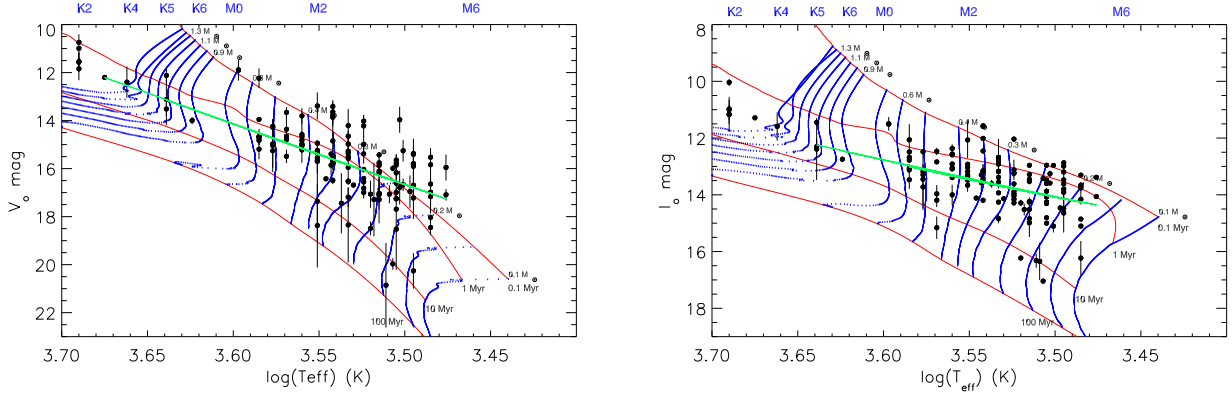 K2 K4 K5 K6 M0 M2 M6
10
12
14
16
18
20
22
V₀ mag
1.3 M
1.1 M
0.9 M
0.6 M
0.4 M
0.3 M
0.2 M
0.1 M
0.1 Myr
1 Myr
10 Myr
100 Myr
3.70 3.65 3.60 3.55 3.50 3.45
log(Teff) (K)
K2 K4 K5 K6 M0 M2 M6
8
10
12
14
16
18
I₀ mag
1.3 M
1.1 M
0.9 M
0.6 M
0.4 M
0.3 M
0.2 M
0.1 M
0.1 Myr
1 Myr
10 Myr
100 Myr
3.70 3.65 3.60 3.55 3.50 3.45
log(T_eff) (K)